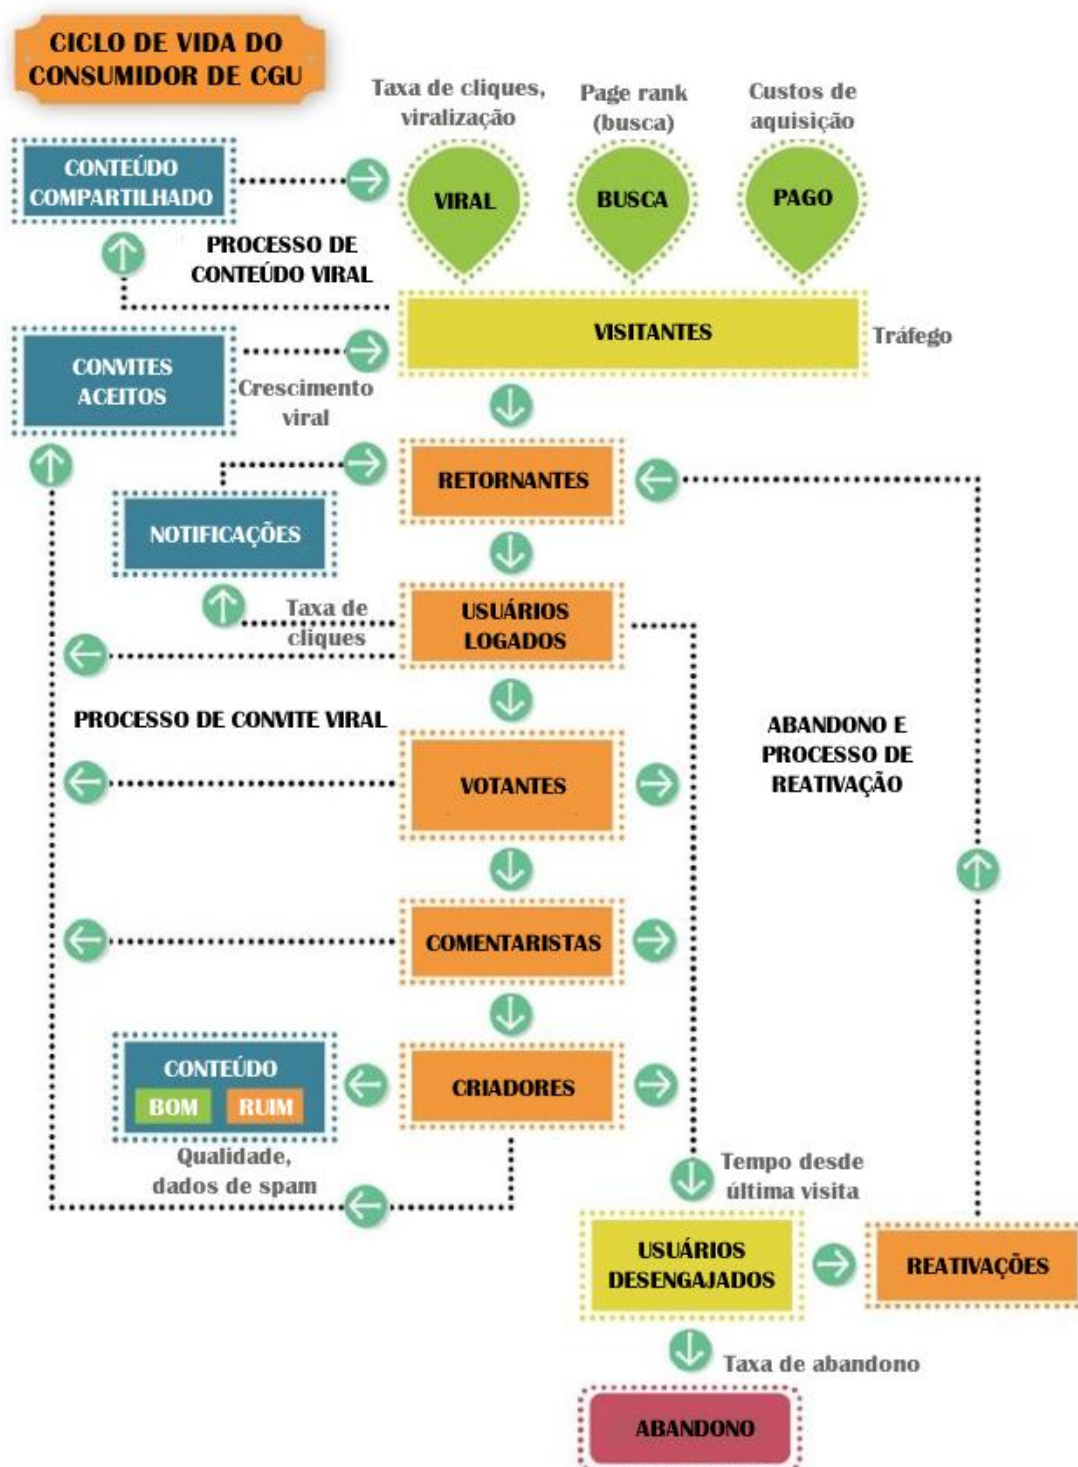 CICLO DE VIDA DO
CONSUMIDOR DE CGU
Taxa de cliques,
viralização
Page rank
(busca)
Custos de
aquisição
CONTEÚDO
COMPARTILHADO
VIRAL
BUSCA
PAGO
PROCESSO DE
CONTEÚDO VIRAL
VISITANTES
Tráfego
CONVITES
ACEITOS
Crescimento
viral
RETORNANTES
NOTIFICAÇÕES
Taxa de
cliques
USUÁRIOS
LOGADOS
PROCESSO DE CONVITE VIRAL
ABANDONO E
PROCESSO DE
REATIVAÇÃO
VOTANTES
COMENTARISTAS
CONTEÚDO
BOM
RUIM
CRIADORES
Qualidade,
dados de spam
Tempo desde
última visita
USUÁRIOS
DESENGAJADOS
REATIVAÇÕES
Taxa de abandono
ABANDONO